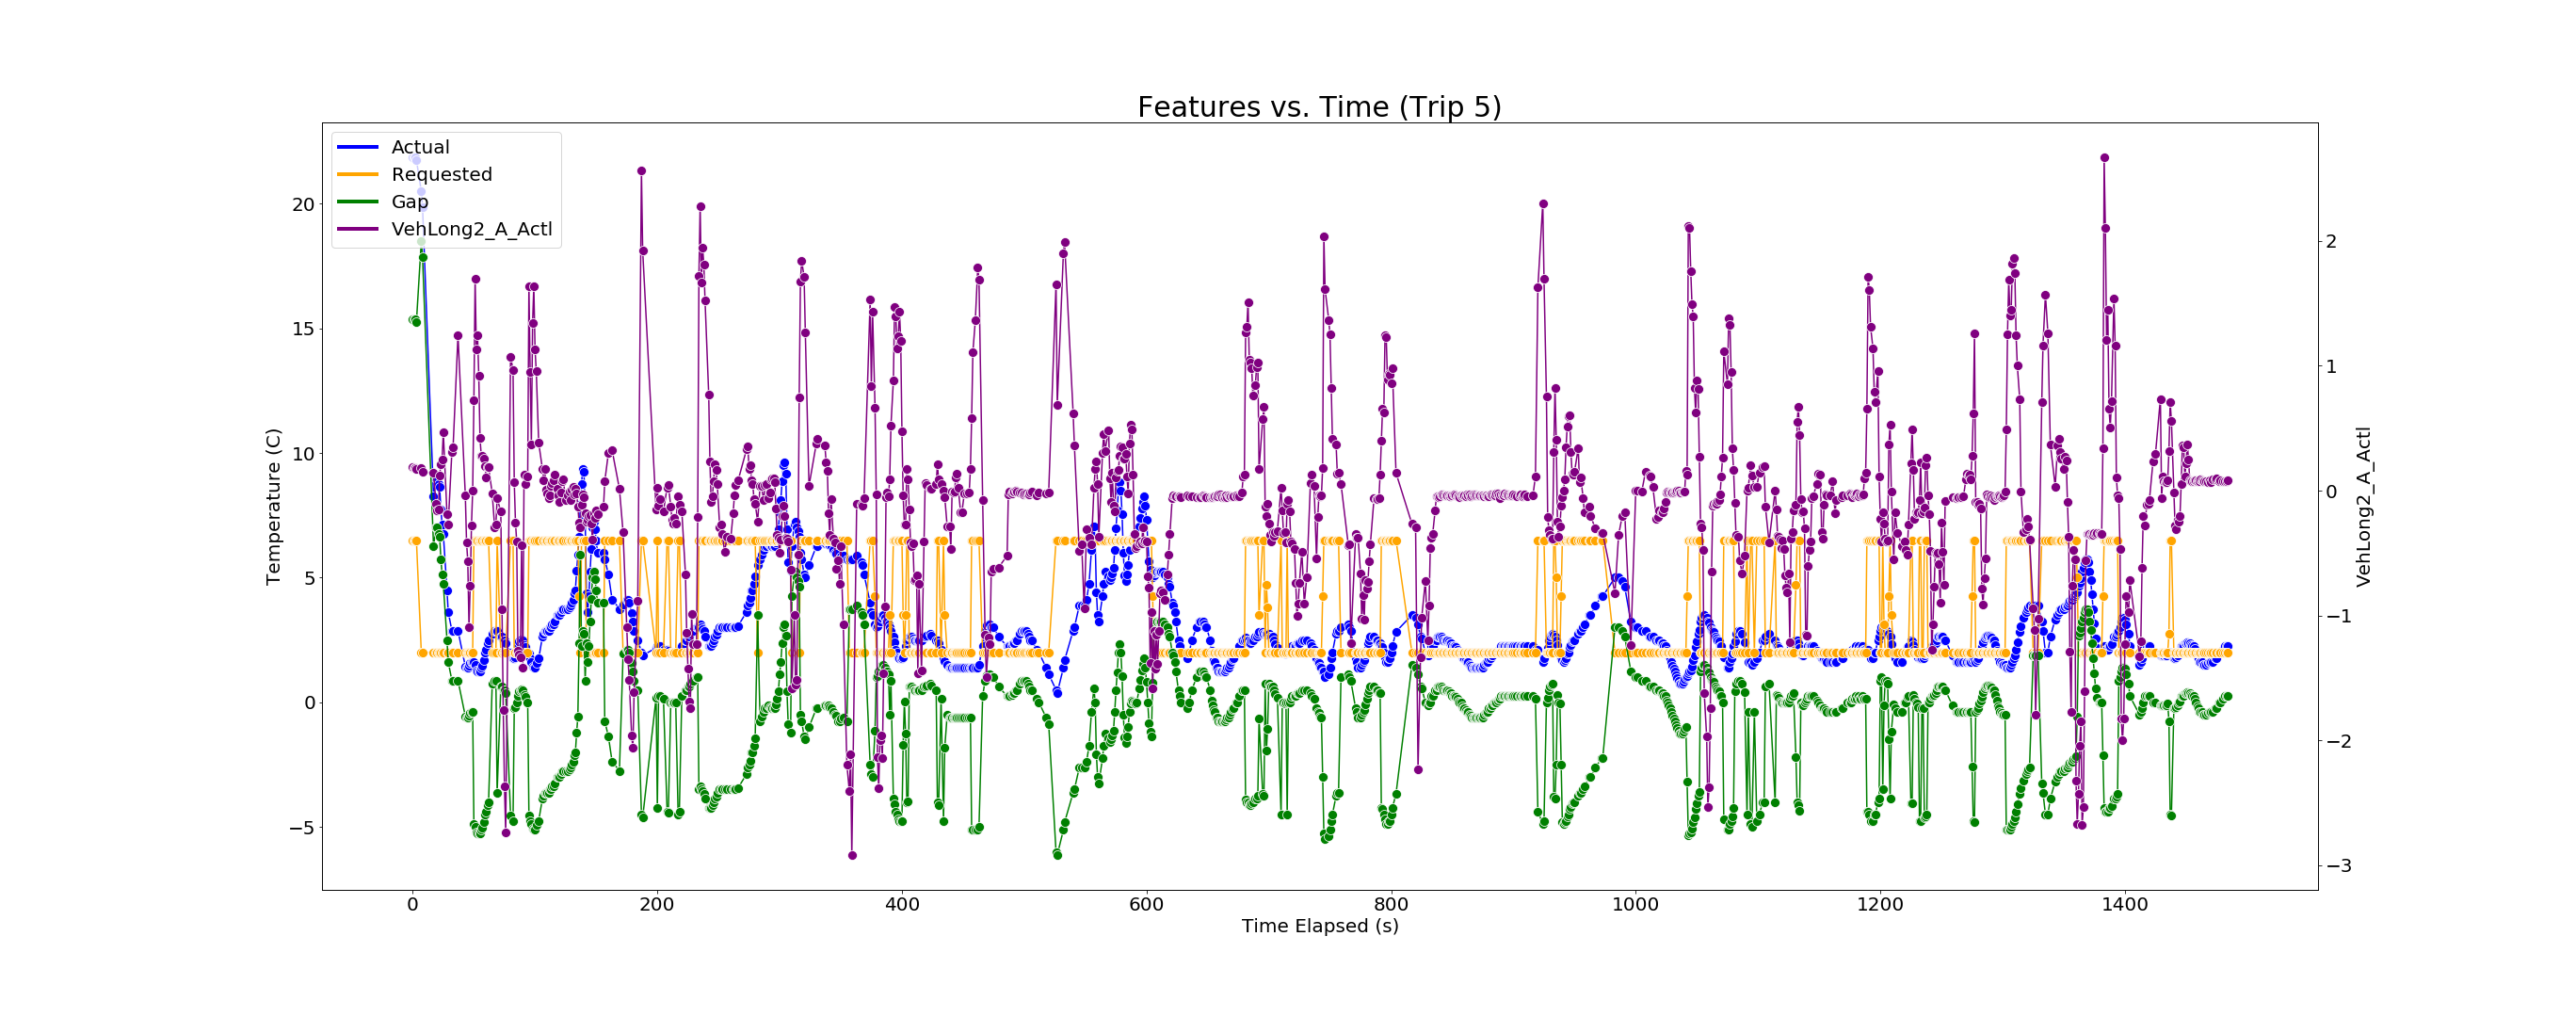 Features vs. Time (Trip 5)
Actual
Requested
Gap
VehLong2_A_Actl
Temperature (C)
20
15
10
5
0
−5
2
1
0
−1
−2
−3
VehLong2_A_Actl
0 200 400 600 800 1000 1200 1400
Time Elapsed (s)